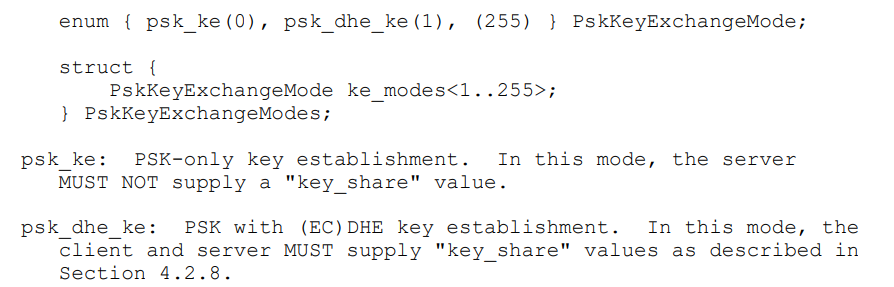 enum { psk_ke(0), psk_dhe_ke(1), (255) } PskKeyExchangeMode;
struct {
PskKeyExchangeMode ke_modes<1..255>;
} PskKeyExchangeModes;
psk_ke:  PSK-only key establishment.  In this mode, the server
MUST NOT supply a "key_share" value.
psk_dhe_ke:  PSK with (EC)DHE key establishment.  In this mode, the
client and server MUST supply "key_share" values as described in
Section 4.2.8.